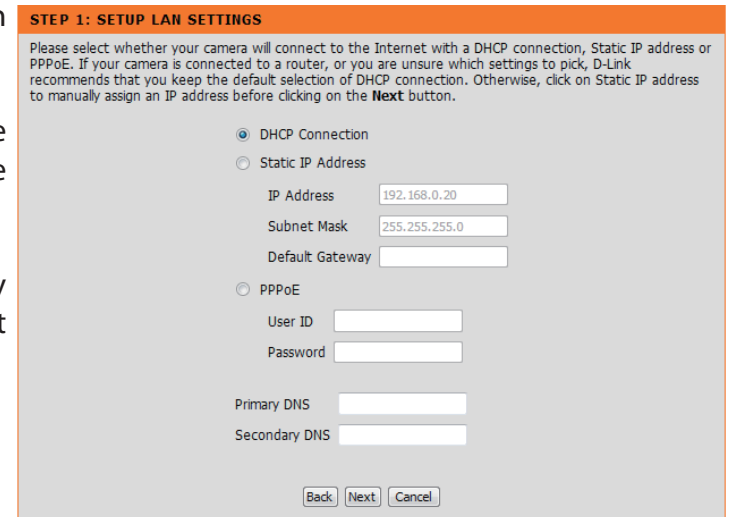 STEP 1: SETUP LAN SETTINGS
Please select whether your camera will connect to the Internet with a DHCP connection, Static IP address or
PPPoE. If your camera is connected to a router, or you are unsure which settings to pick, D-Link
recommends that you keep the default selection of DHCP connection. Otherwise, click on Static IP address
to manually assign an IP address before clicking on the Next button.
DHCP Connection
Static IP Address
IP Address 192.168.0.20
Subnet Mask 255.255.255.0
Default Gateway
PPPoE
User ID
Password
Primary DNS
Secondary DNS
Back Next Cancel